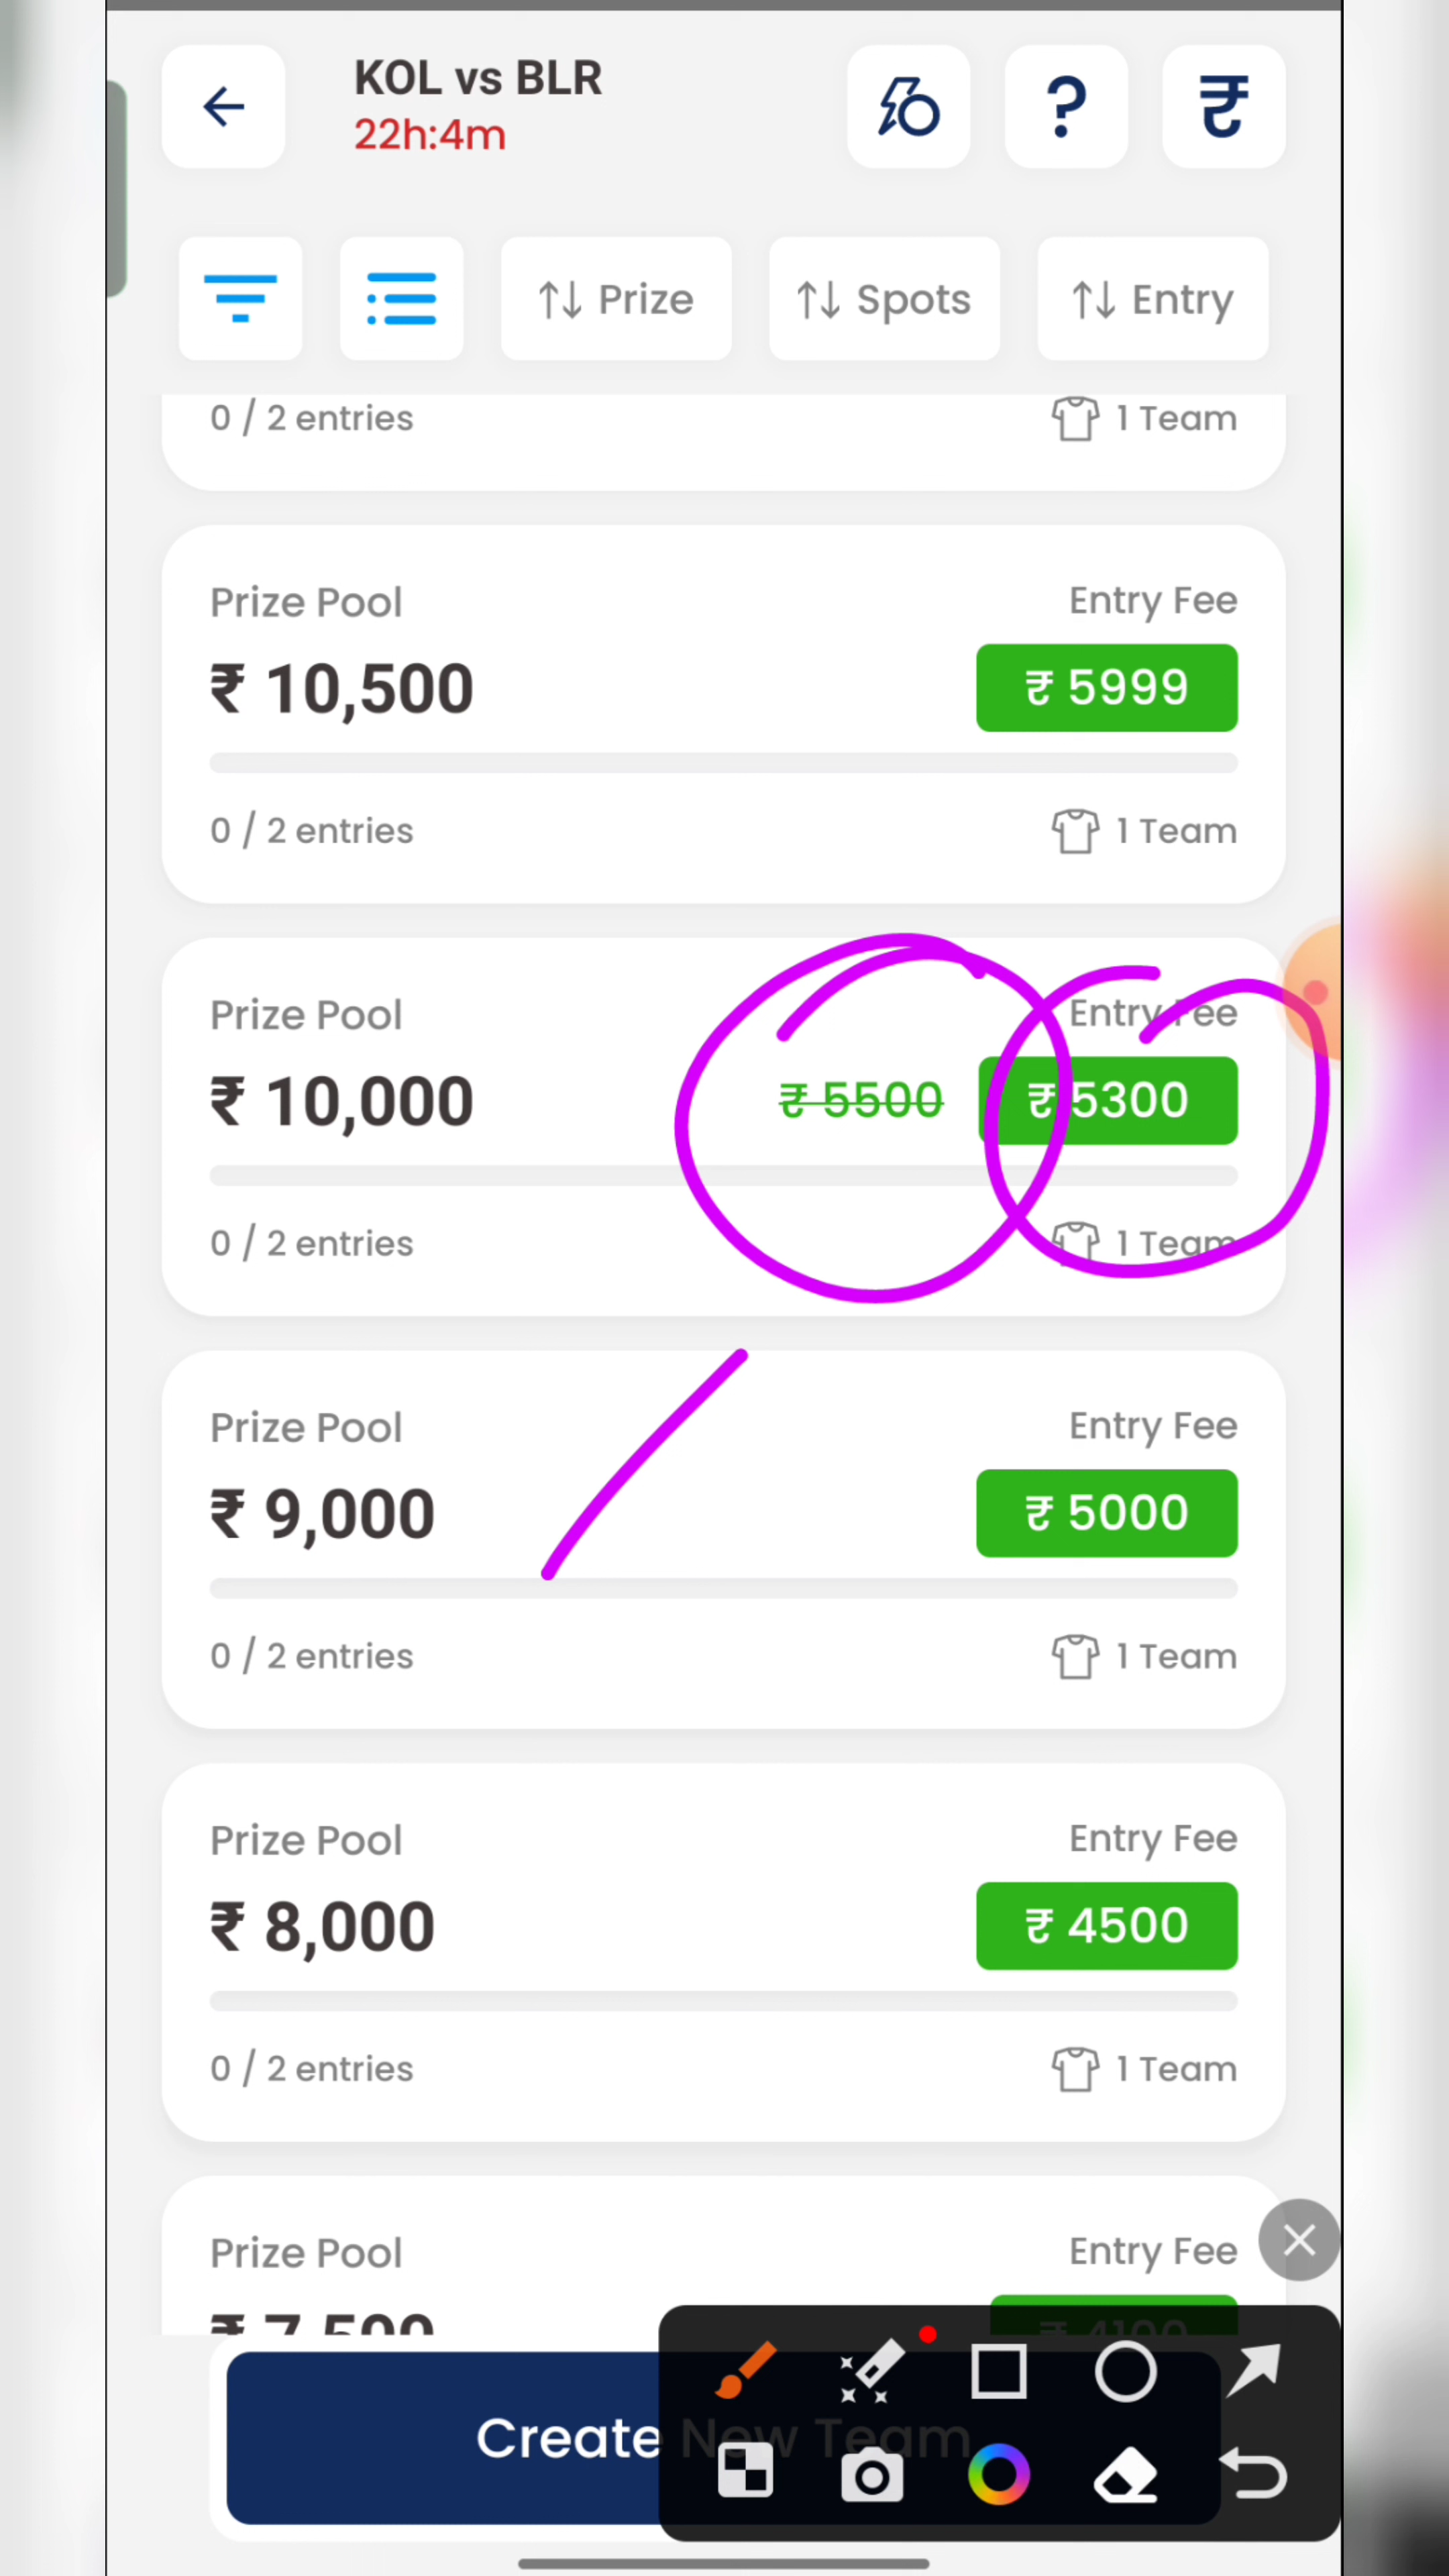 KOL vs BLR
22h:4m
?
₹
↑↓ Prize
↑↓ Spots
↑↓ Entry
0 / 2 entries
1 Team
Prize Pool
Entry Fee
₹ 10,500
₹ 5999
0 / 2 entries
1 Team
Prize Pool
Entry Fee
₹ 10,000
₹ 5500
₹ 5300
0 / 2 entries
1 Team
Prize Pool
Entry Fee
₹ 9,000
₹ 5000
0 / 2 entries
1 Team
Prize Pool
Entry Fee
₹ 8,000
₹ 4500
0 / 2 entries
1 Team
Prize Pool
Entry Fee
₹ 7,500
₹ 4100
Create New Team